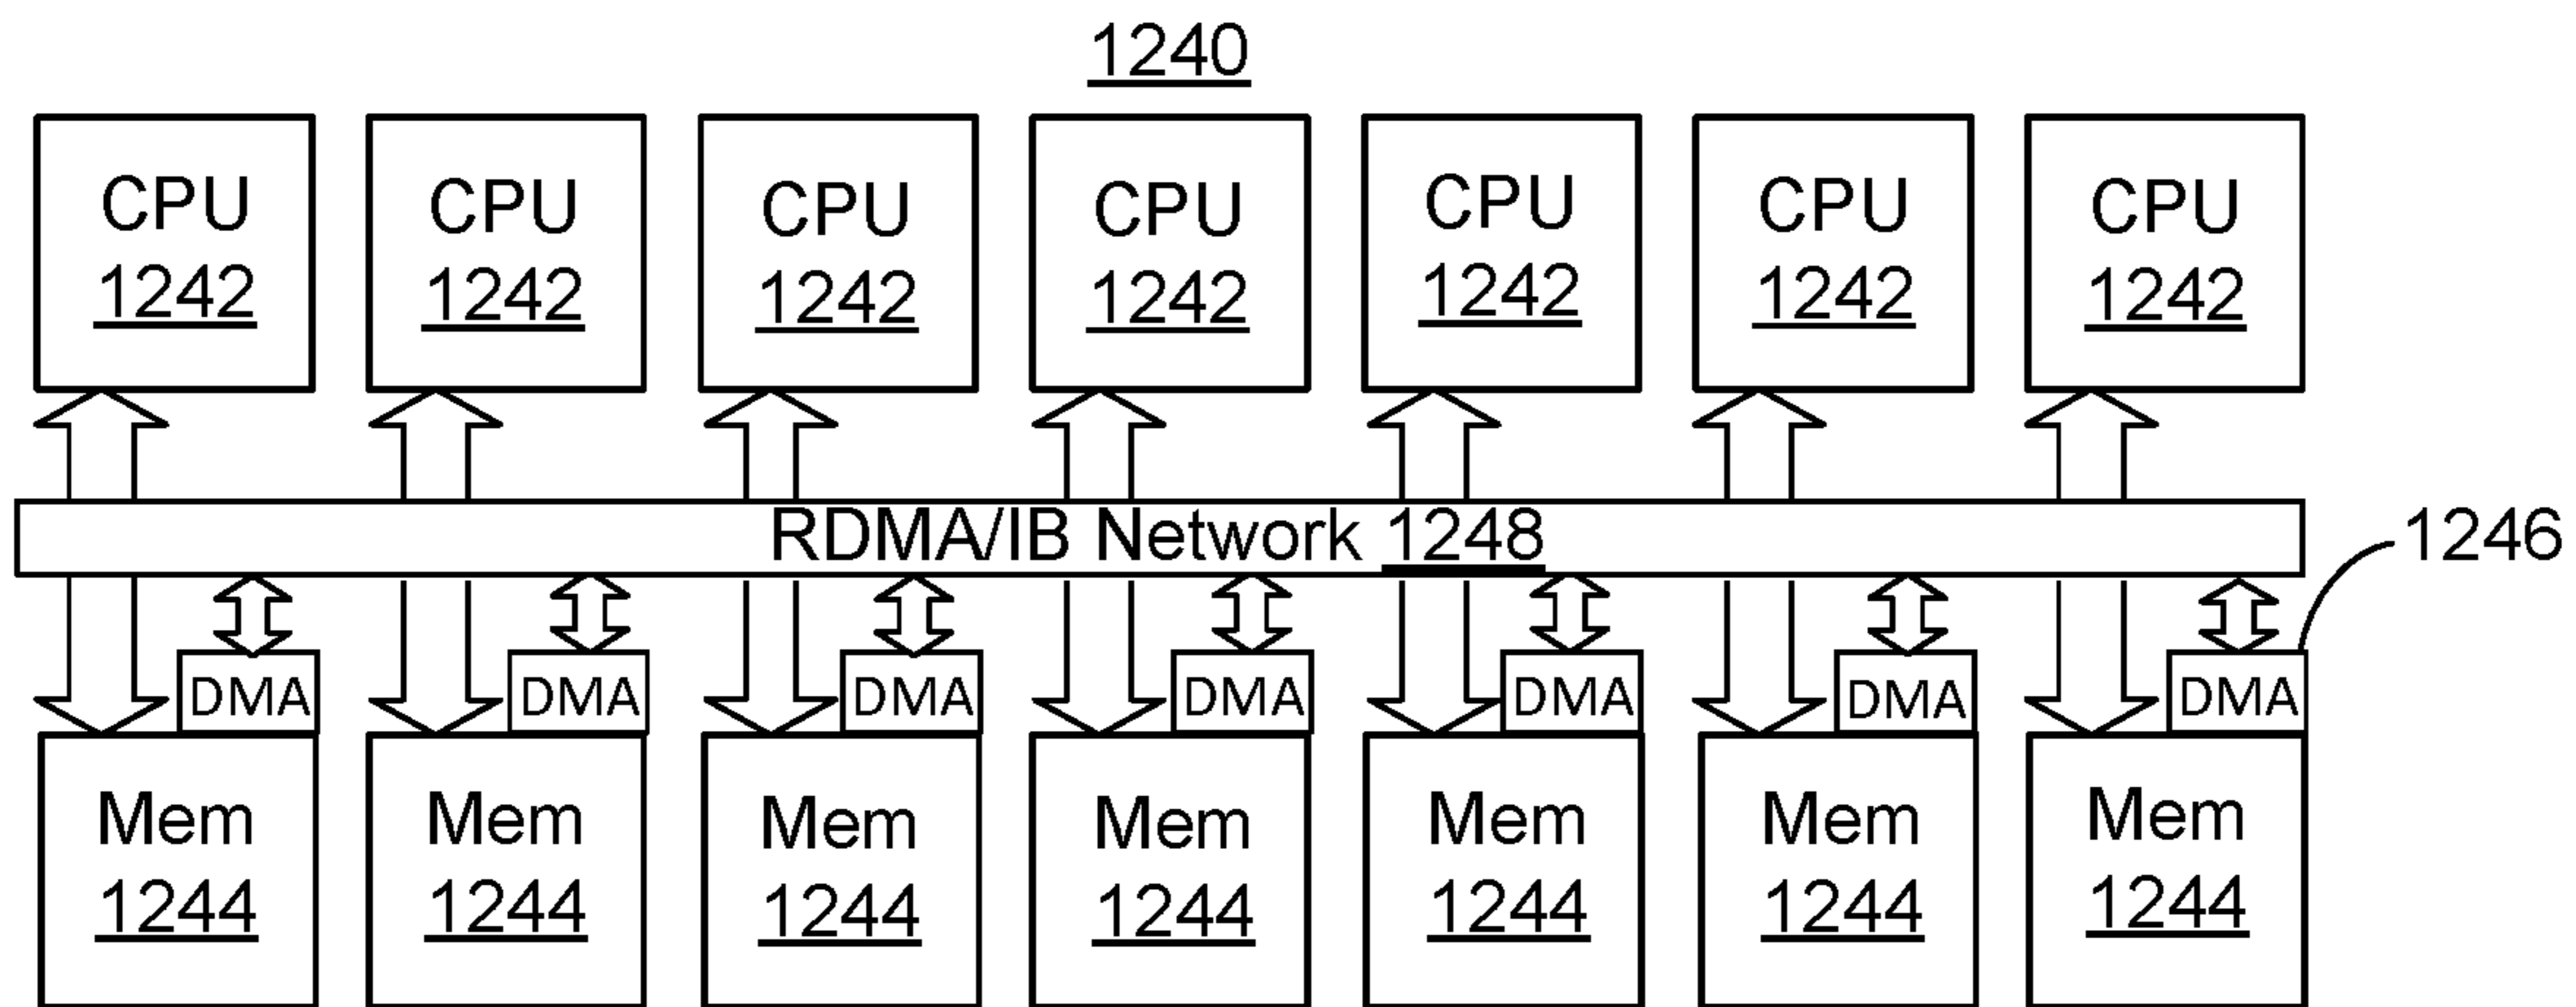 1240
CPU CPU CPU CPU CPU CPU CPU
1242 1242 1242 1242 1242 1242 1242
RDMA/IB Network 1248
1246
DMA DMA DMA DMA DMA DMA DMA
Mem Mem Mem Mem Mem Mem Mem
1244 1244 1244 1244 1244 1244 1244